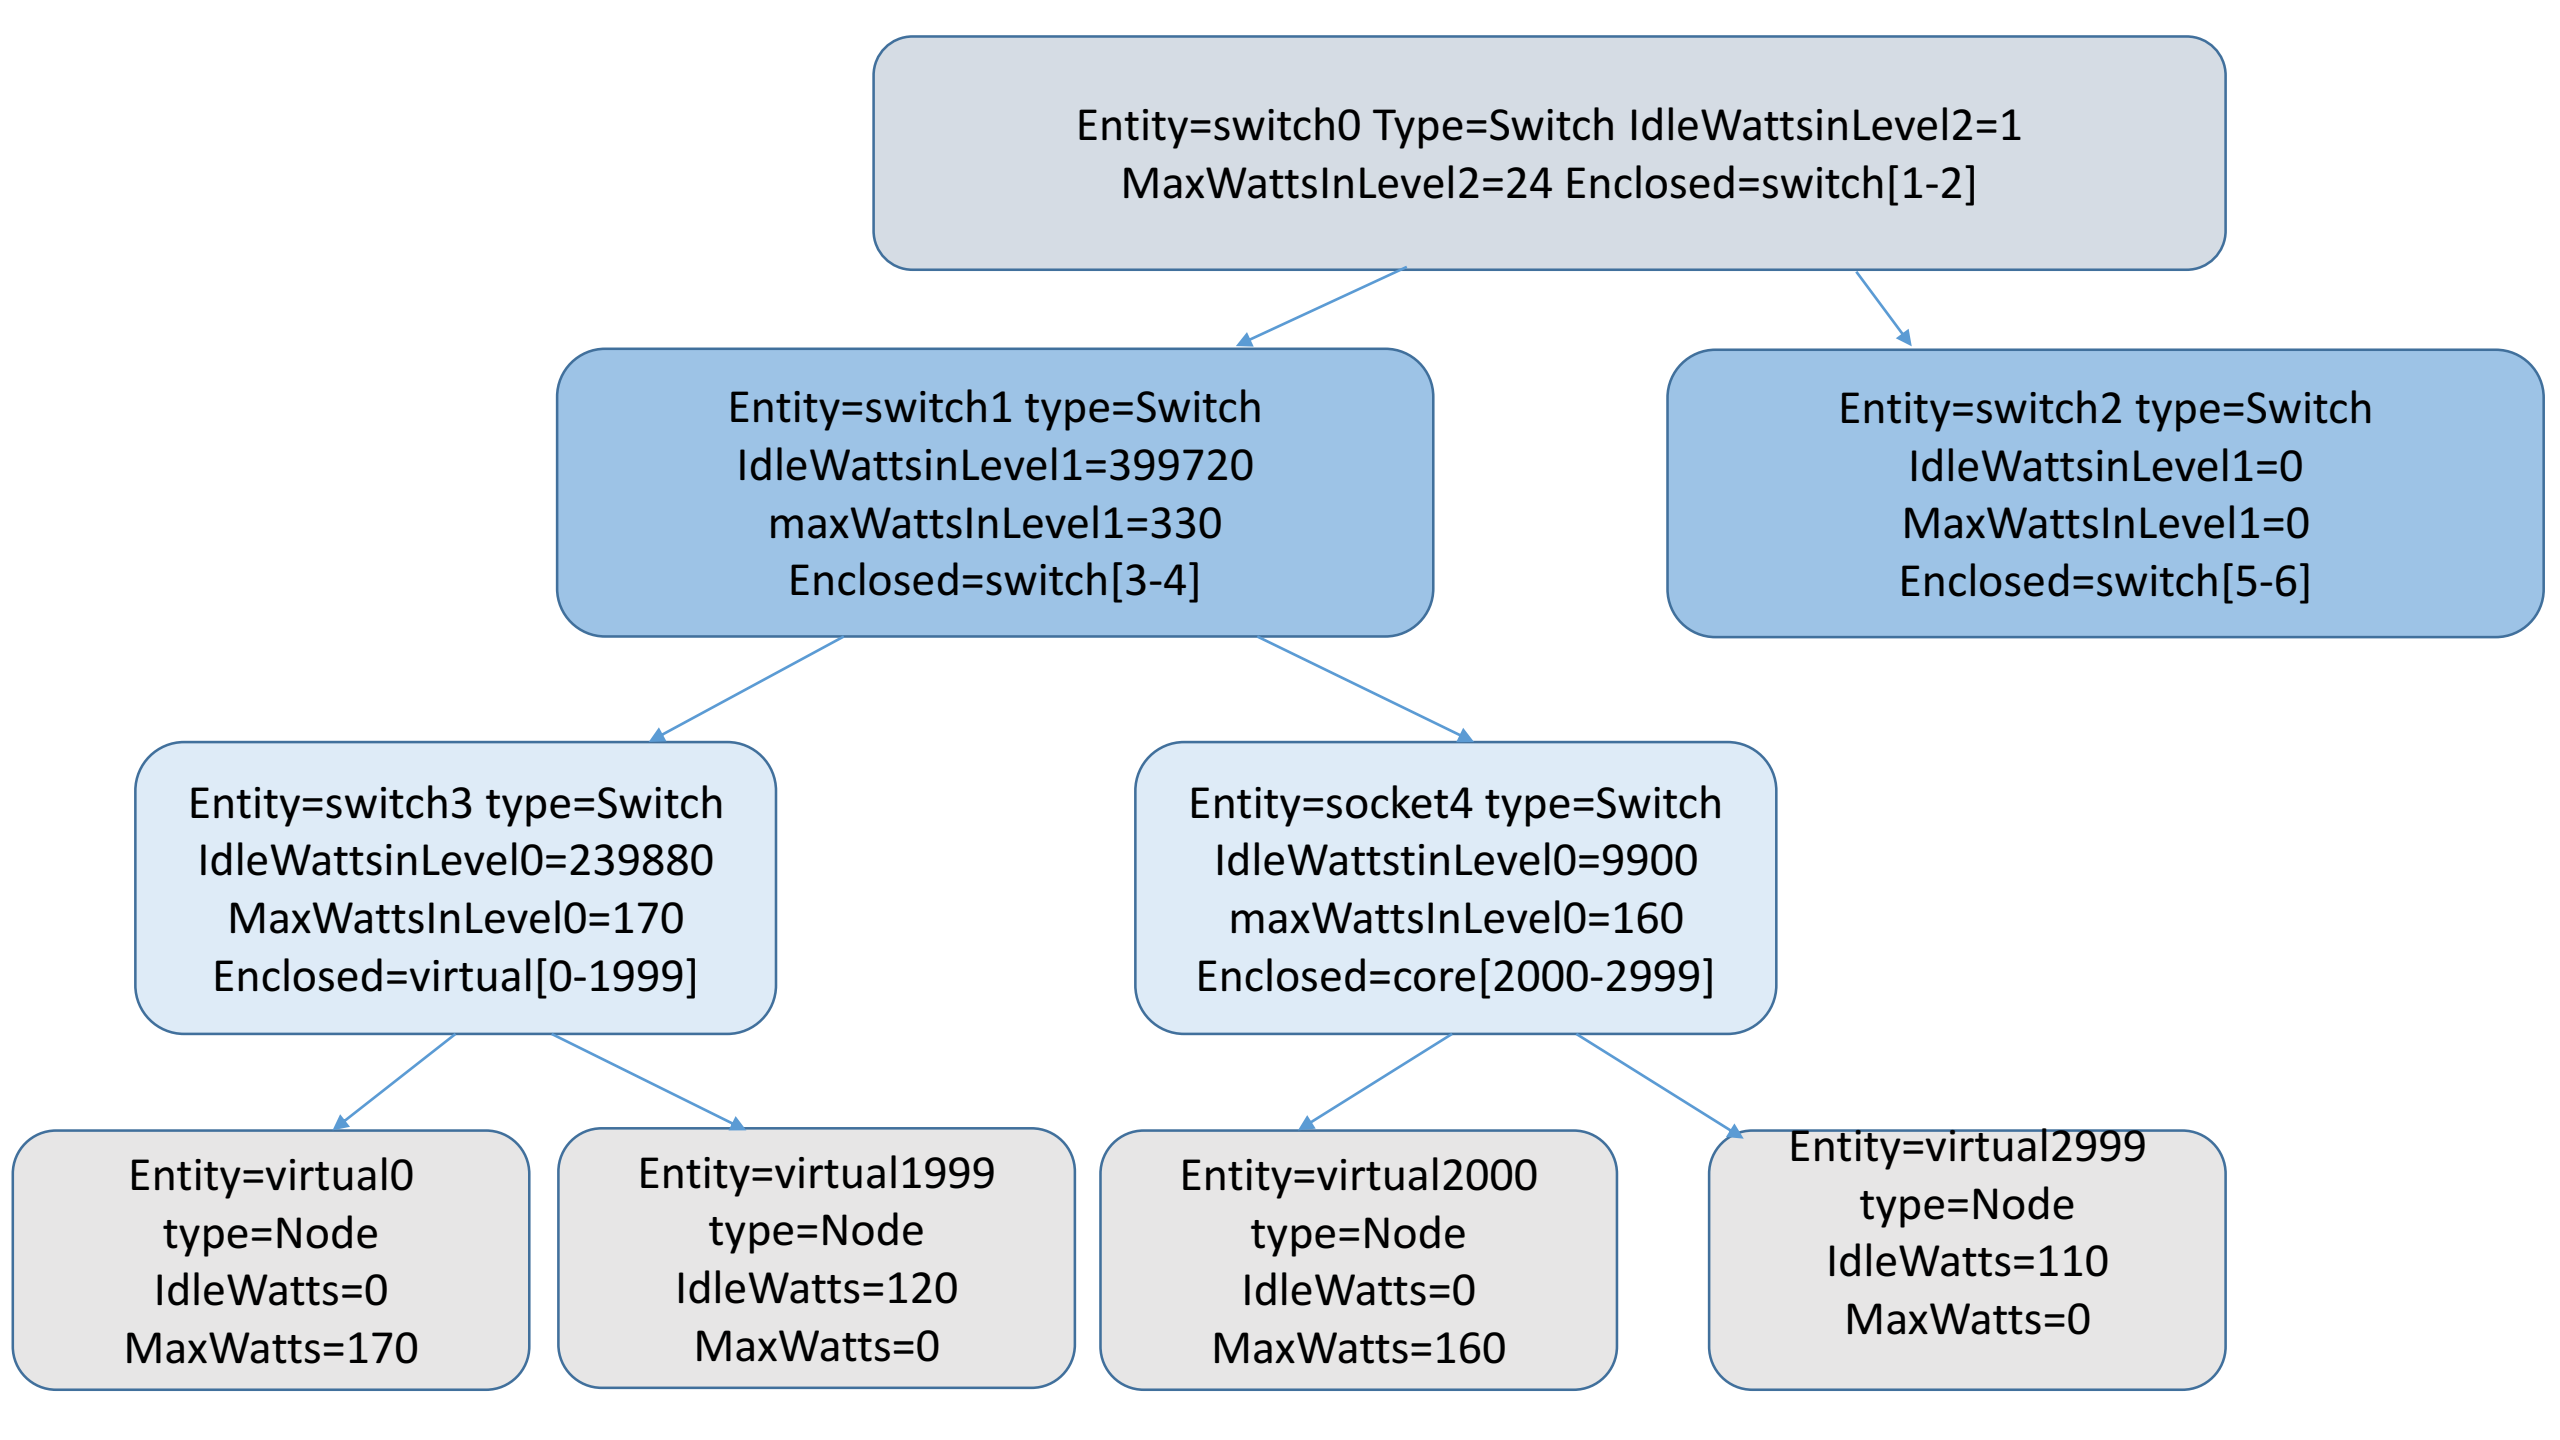 Entity=switch0 Type=Switch IdleWattsinLevel2=1
MaxWattsInLevel2=24 Enclosed=switch[1-2]
Entity=switch1 type=Switch
IdleWattsinLevel1=399720
maxWattsInLevel1=330
Enclosed=switch[3-4]
Entity=switch2 type=Switch
IdleWattsinLevel1=0
MaxWattsInLevel1=0
Enclosed=switch[5-6]
Entity=switch3 type=Switch
IdleWattsinLevel0=239880
MaxWattsInLevel0=170
Enclosed=virtual[0-1999]
Entity=socket4 type=Switch
IdleWattstinLevel0=9900
maxWattsInLevel0=160
Enclosed=core[2000-2999]
Entity=virtual0
type=Node
IdleWatts=0
MaxWatts=170
Entity=virtual1999
type=Node
IdleWatts=120
MaxWatts=0
Entity=virtual2000
type=Node
IdleWatts=0
MaxWatts=160
Entity=virtual2999
type=Node
IdleWatts=110
MaxWatts=0